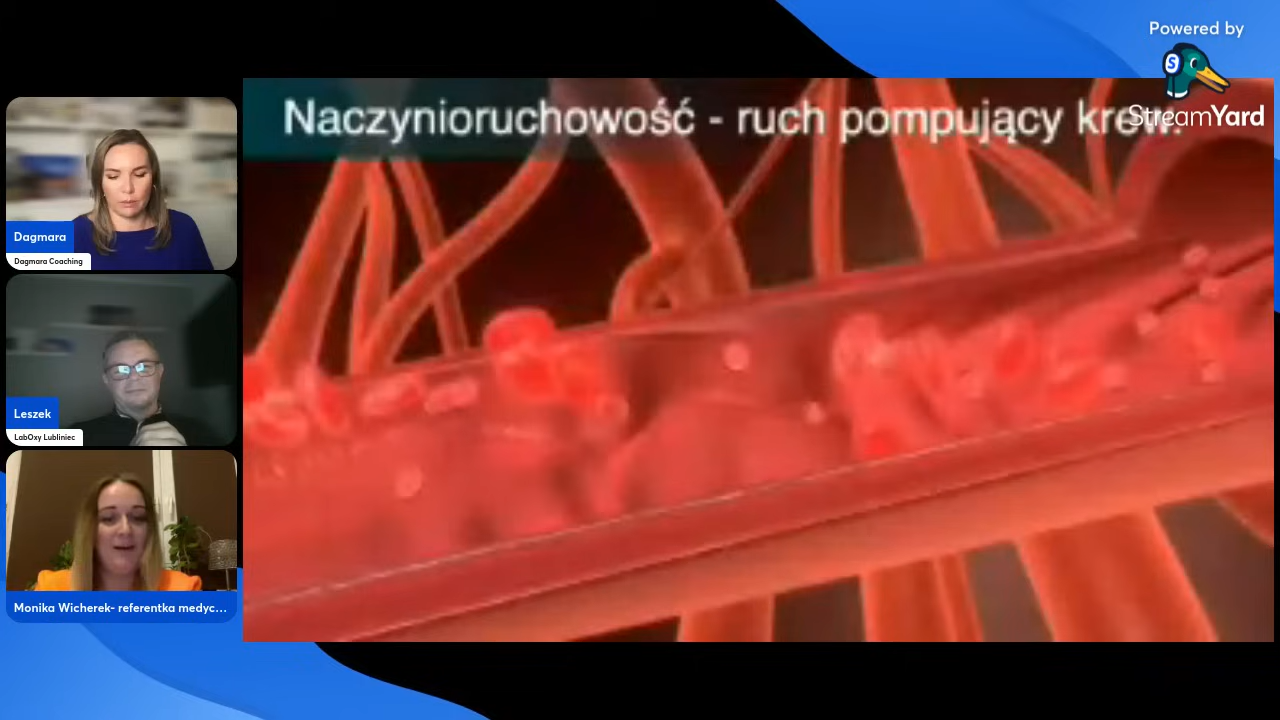 Powered by
StreamYard
Naczynioruchowość - ruch pompujący krew.
Dagmara
Dagmara Coaching
Leszek
LabOxy Lubliniec
Monika Wicherek- referentka medyc...